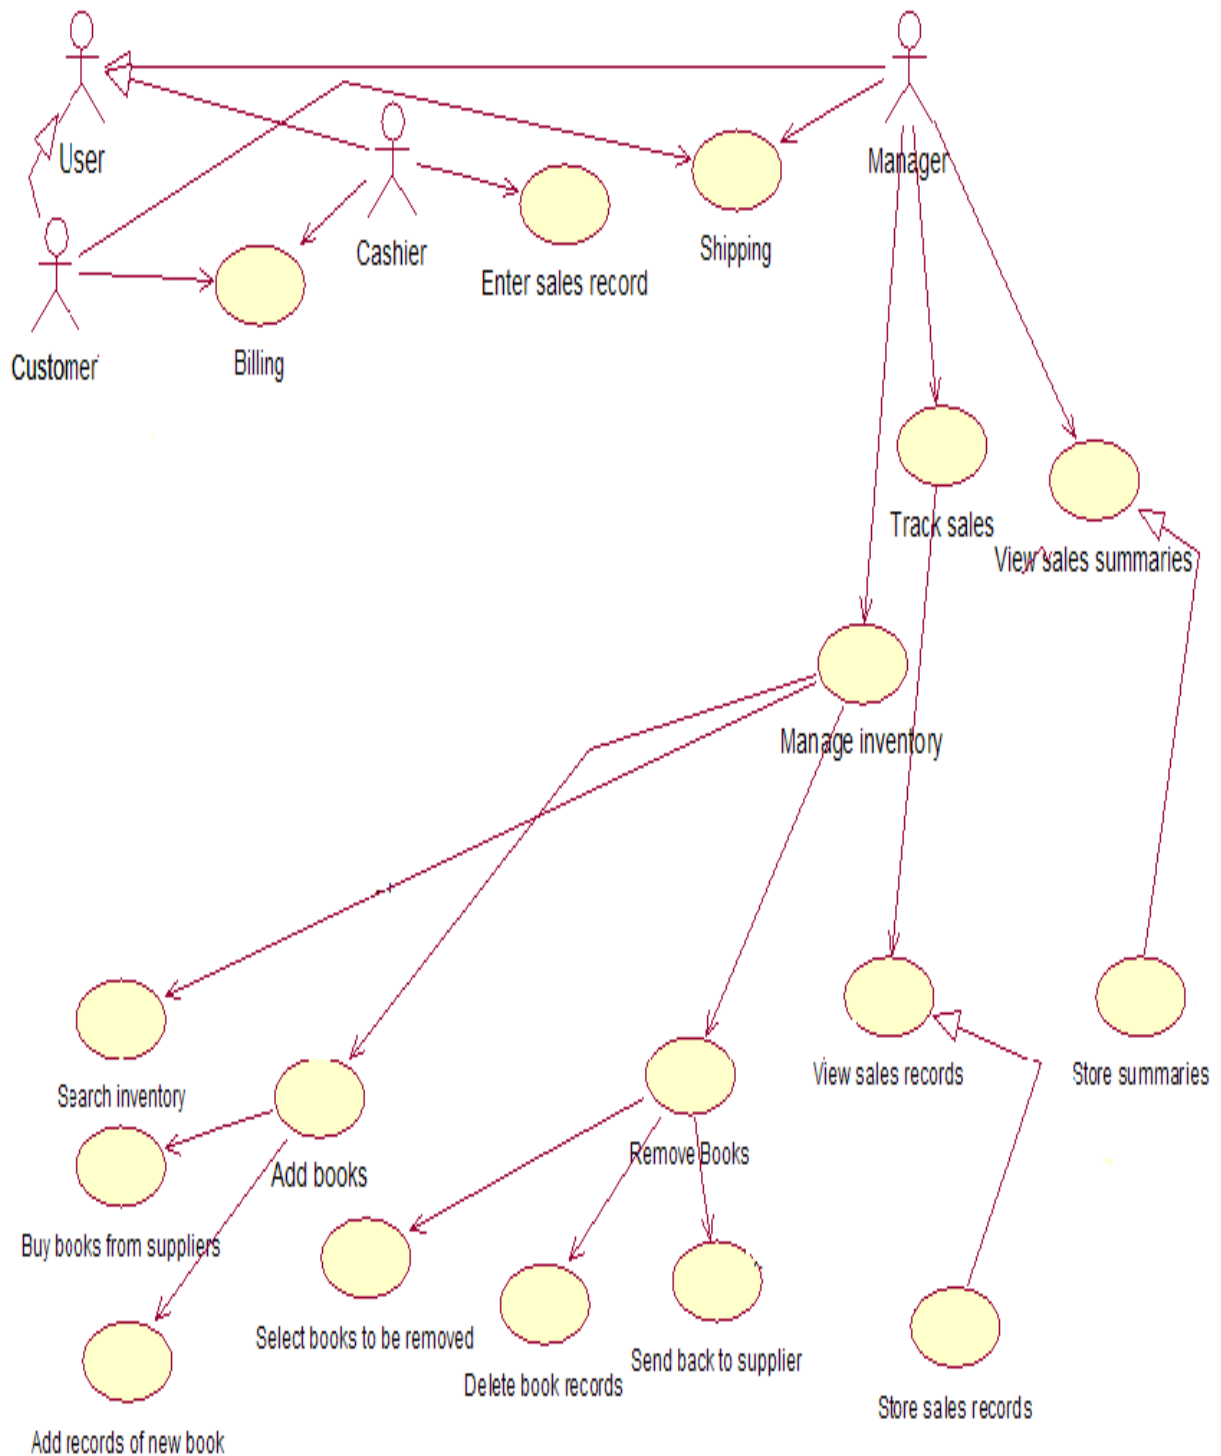 User
Manager
Cashier
Shipping
Enter sales record
Customer
Billing
Track sales
View sales summaries
Manage inventory
View sales records
Store summaries
Search inventory
Remove Books
Add books
Buy books from suppliers
Select books to be removed
Send back to supplier
Delete book records
Store sales records
Add records of new book